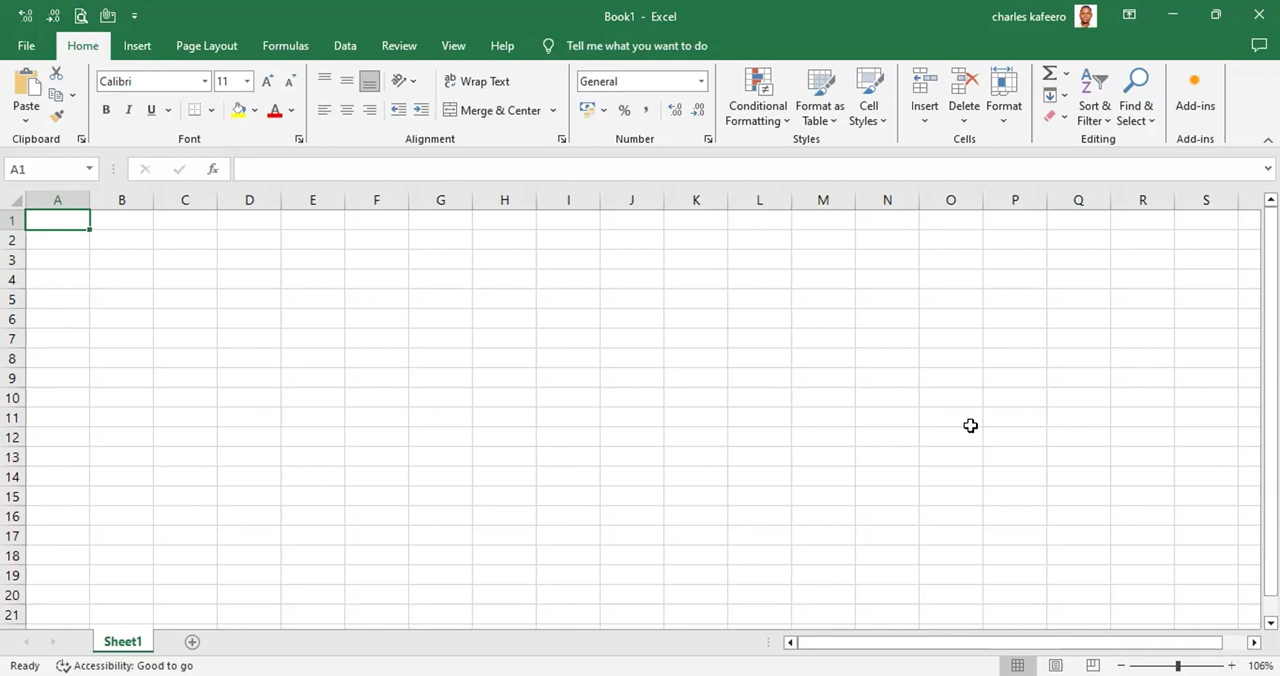 Book1 - Excel
charles kafeero
File Home Insert Page Layout Formulas Data Review View Help Tell me what you want to do
Calibri 11 Wrap Text General
Paste B I U A Merge & Center % ,
Conditional Formatting Format as Table Cell Styles Insert Delete Format Sort & Filter Find & Select Add-ins
Clipboard Font Alignment Number Styles Cells Editing Add-ins
A1 fx
A B C D E F G H I J K L M N O P Q R S
1
2
3
4
5
6
7
8
9
10
11
12
13
14
15
16
17
18
19
20
21
Sheet1
Ready Accessibility: Good to go 106%